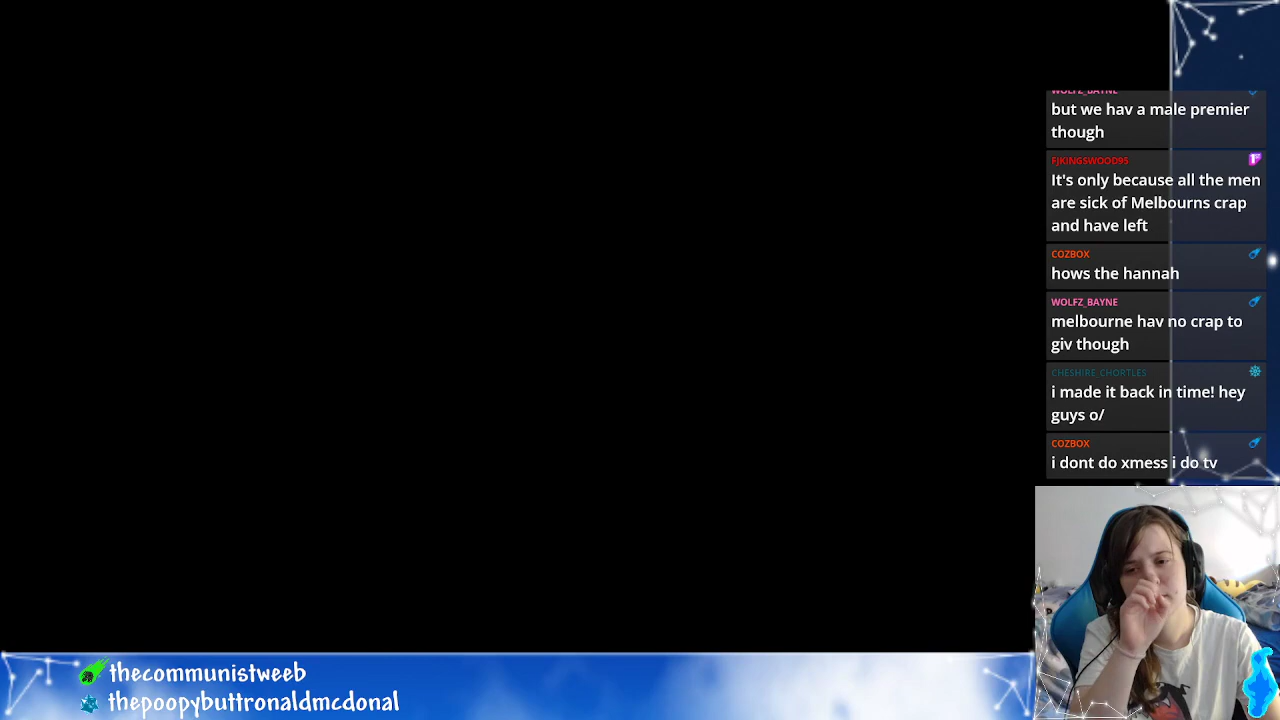 WOLFZ_BAYNE
but we hav a male premier
though
FJKINGSWOOD95
It's only because all the men
are sick of Melbourns crap
and have left
COZBOX
hows the hannah
WOLFZ_BAYNE
melbourne hav no crap to
giv though
CHESHIRE_CHORTLES
i made it back in time! hey
guys o/
COZBOX
i dont do xmess i do tv
thecommunistweeb
thepoopybuttronaldmcdonal